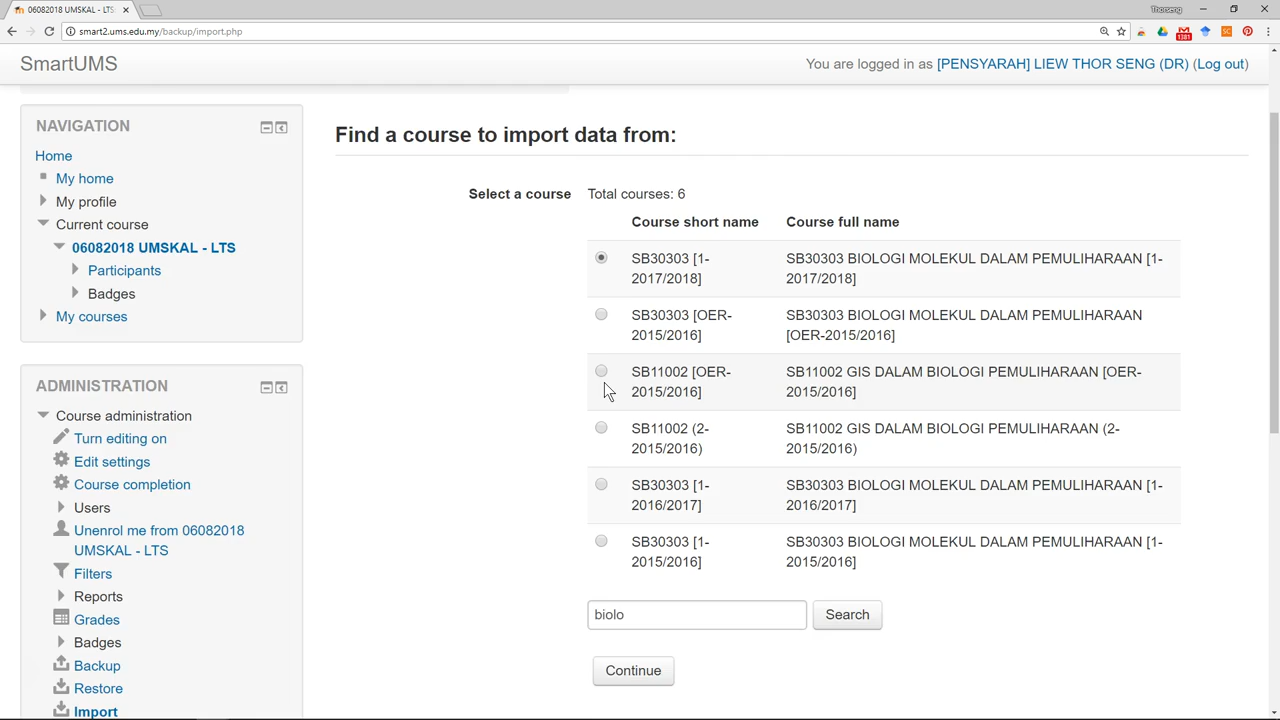 06082018 UMSKAL - LTS
Thorseng
smart2.ums.edu.my/backup/import.php
1381
SC
SmartUMS
You are logged in as [PENSYARAH] LIEW THOR SENG (DR) (Log out)
NAVIGATION
Home
My home
My profile
Current course
06082018 UMSKAL - LTS
Participants
Badges
My courses
ADMINISTRATION
Course administration
Turn editing on
Edit settings
Course completion
Users
Unenrol me from 06082018
UMSKAL - LTS
Filters
Reports
Grades
Badges
Backup
Restore
Import
Find a course to import data from:
Select a course
Total courses: 6
Course short name Course full name
SB30303 [1- SB30303 BIOLOGI MOLEKUL DALAM PEMULIHARAAN [1-
2017/2018] 2017/2018]
SB30303 [OER- SB30303 BIOLOGI MOLEKUL DALAM PEMULIHARAAN
2015/2016] [OER-2015/2016]
SB11002 [OER- SB11002 GIS DALAM BIOLOGI PEMULIHARAAN [OER-
2015/2016] 2015/2016]
SB11002 (2- SB11002 GIS DALAM BIOLOGI PEMULIHARAAN (2-
2015/2016) 2015/2016)
SB30303 [1- SB30303 BIOLOGI MOLEKUL DALAM PEMULIHARAAN [1-
2016/2017] 2016/2017]
SB30303 [1- SB30303 BIOLOGI MOLEKUL DALAM PEMULIHARAAN [1-
2015/2016] 2015/2016]
biolo
Search
Continue